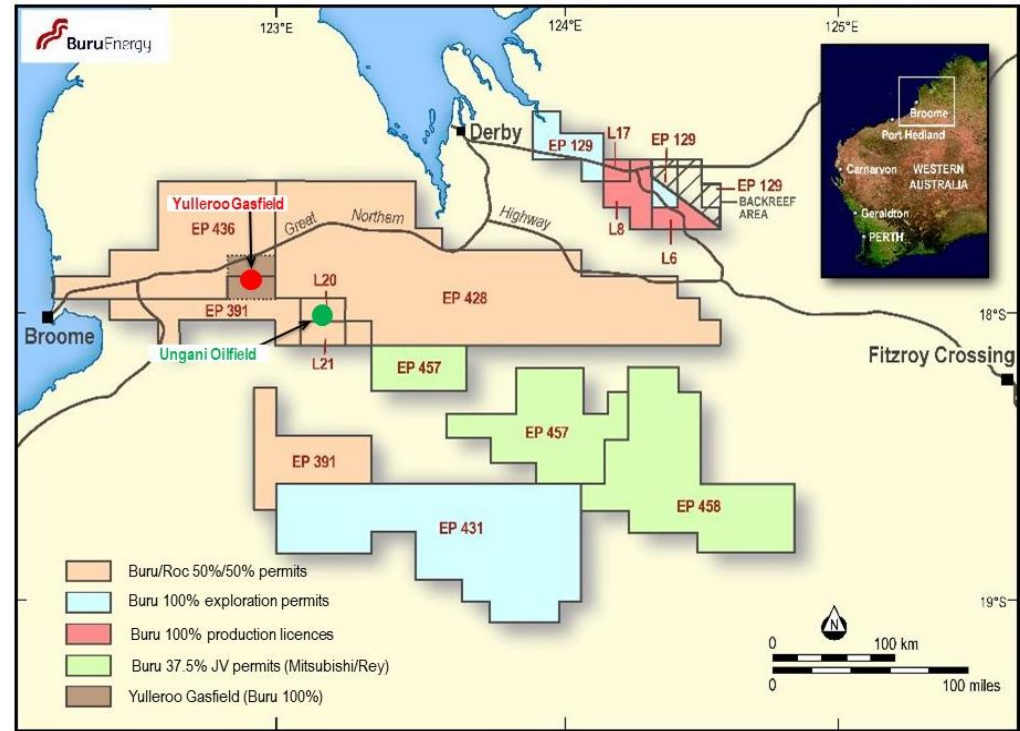 BuruEnergy
123°E
124°E
125°E
Derby
EP 129
L17
EP 129
EP 129
BACKREEF
AREA
L8
L6
Broome
Port Hedland
Carnarvon
WESTERN
AUSTRALIA
Geraldton
PERTH
Yulleroo Gasfield
EP 436
Great Northern Highway
L20
EP 428
EP 391
18°S
Broome
Ungani Oilfield
L21
EP 457
Fitzroy Crossing
EP 457
EP 391
EP 458
EP 431
Buru/Roc 50%/50% permits
Buru 100% exploration permits
Buru 100% production licences
Buru 37.5% JV permits (Mitsubishi/Rey)
Yulleroo Gasfield (Buru 100%)
19°S
N
0 100 km
0 100 miles